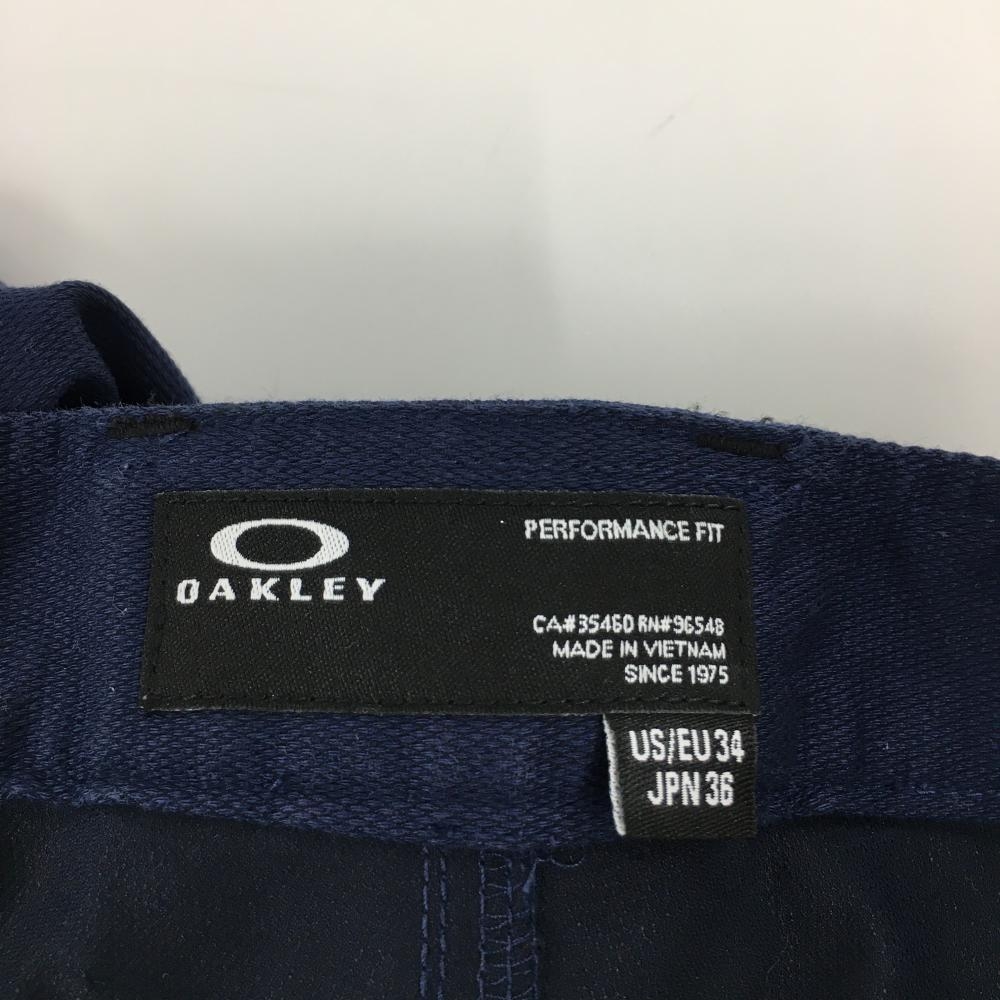 OAKLEY
PERFORMANCE FIT
CA#35460 RN#96548
MADE IN VIETNAM
SINCE 1975
US/EU 34
JPN 36